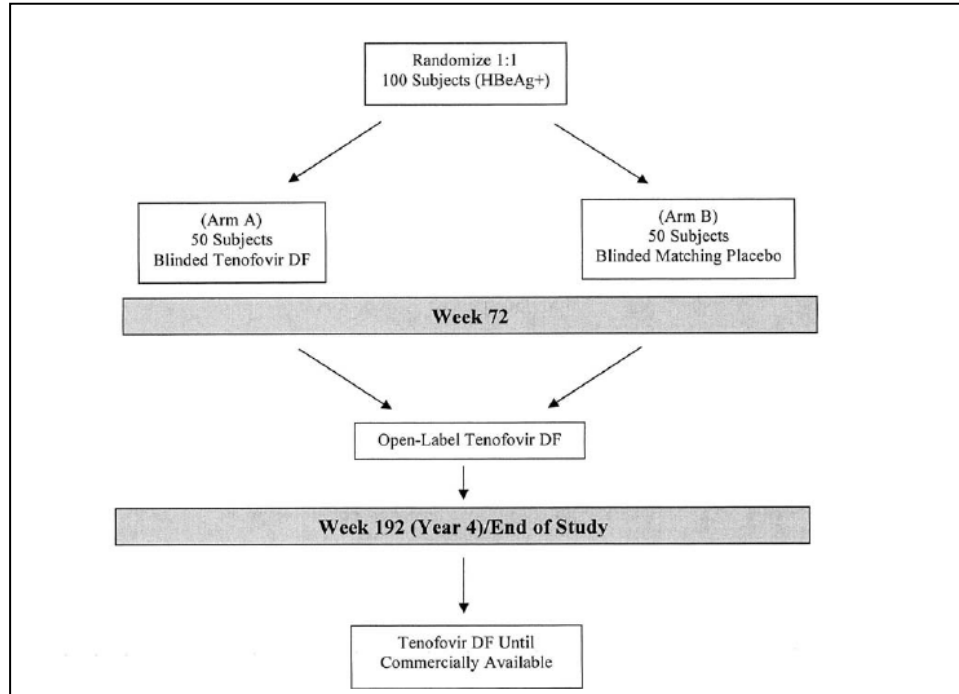 Randomize 1:1
100 Subjects (HBeAg+)
(Arm A)
50 Subjects
Blinded Tenofovir DF
(Arm B)
50 Subjects
Blinded Matching Placebo
Week 72
Open-Label Tenofovir DF
Week 192 (Year 4)/End of Study
Tenofovir DF Until
Commercially Available